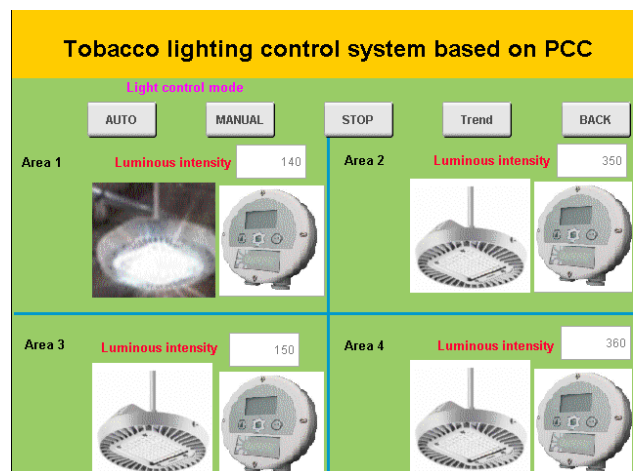 Tobacco lighting control system based on PCC
Light control mode
AUTO MANUAL STOP Trend BACK
Area 1 Luminous intensity 140 Area 2 Luminous intensity 350
Area 3 Luminous intensity 150 Area 4 Luminous intensity 360